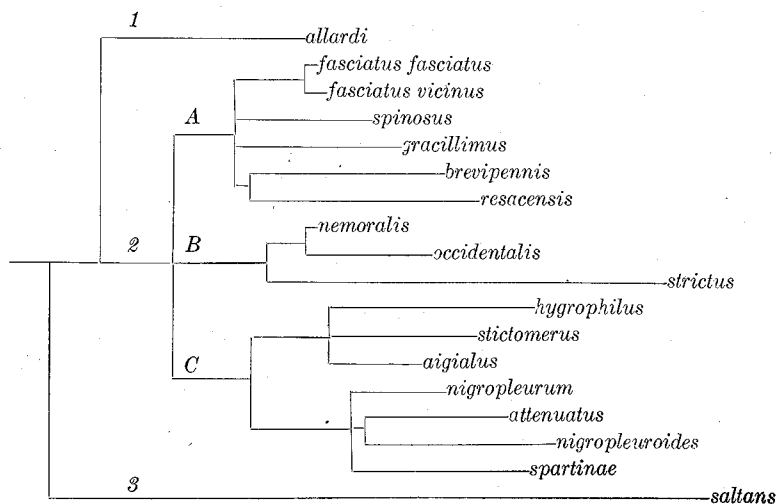 1
allardi
fasciatus fasciatus
fasciatus vicinus
A
spinosus
gracillimus
brevipennis
resacensis
nemoralis
2 B
occidentalis
strictus
hygrophilus
stictomerus
C
aigialus
nigropleurum
attenuatus
nigropleuroides
spartinae
3
saltans